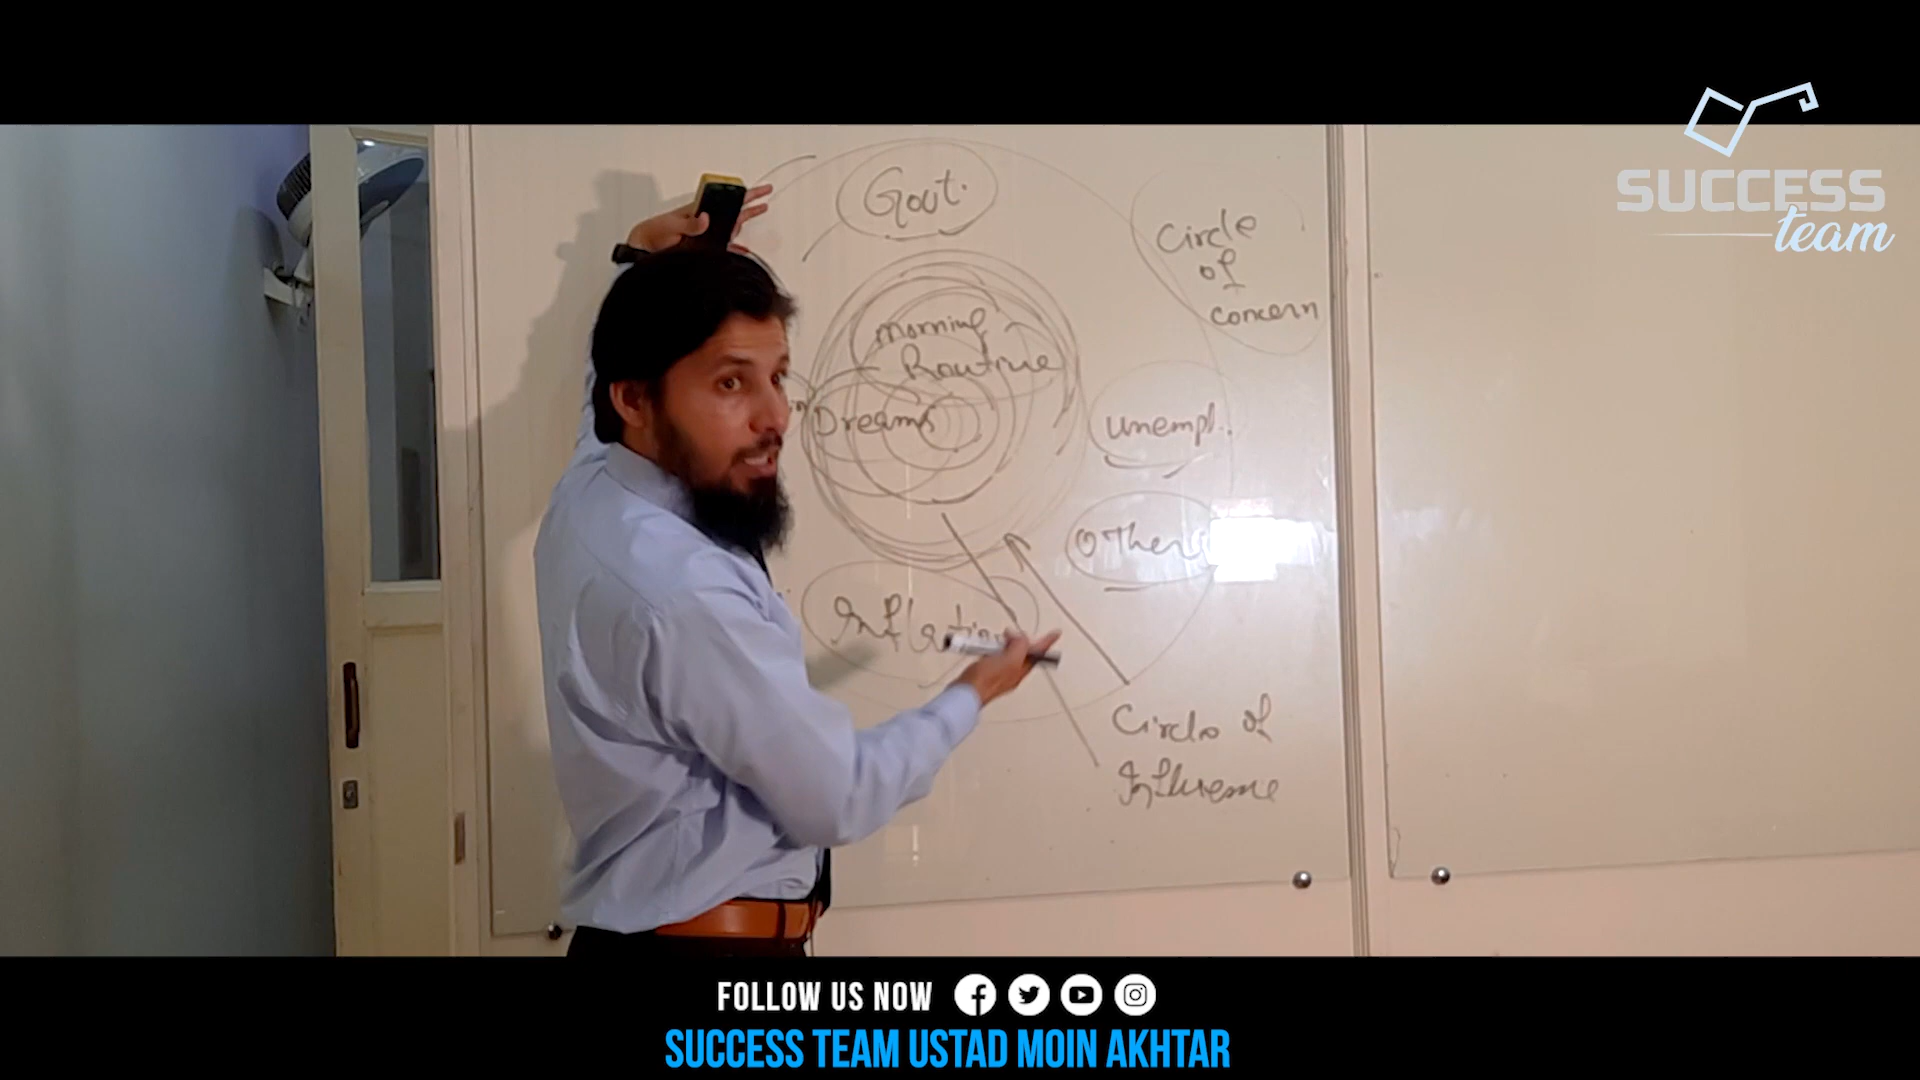 SUCCESS
team
Govt.
Circle
of
concern
Morning
Routine
Dreams
unempl.
Other
Inflation
Circle of
Influence
FOLLOW US NOW
SUCCESS TEAM USTAD MOIN AKHTAR